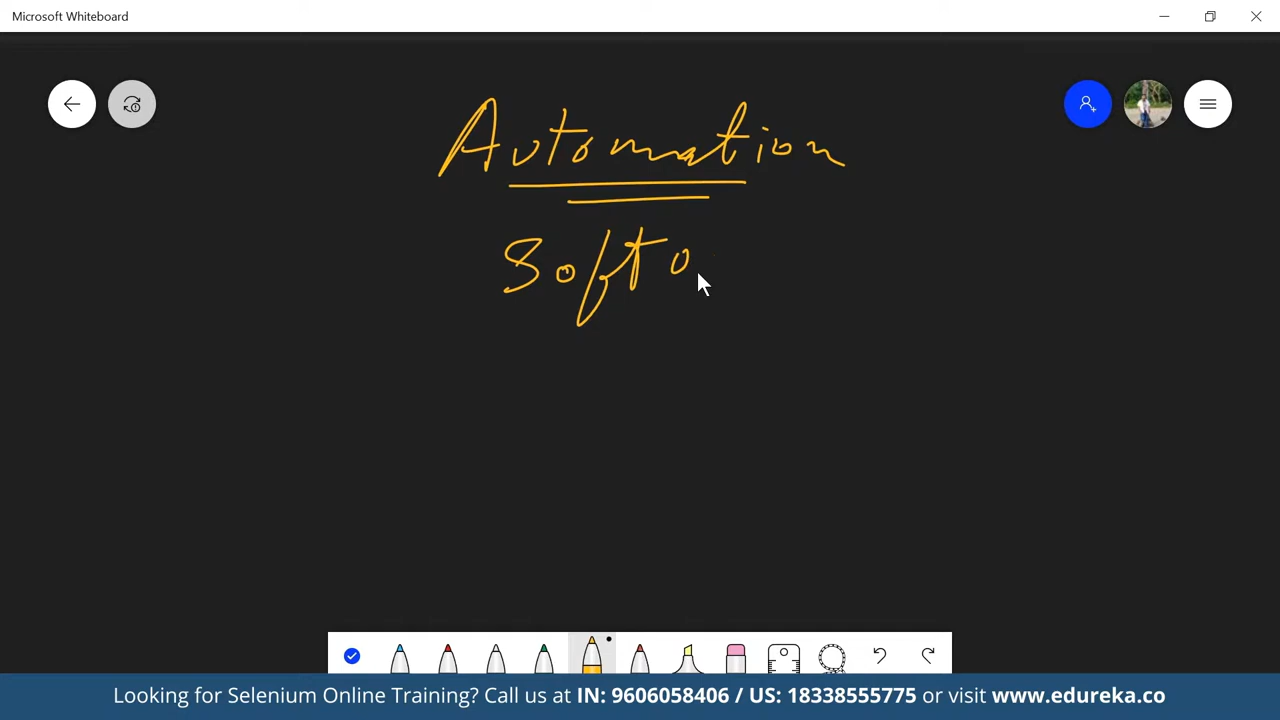 Microsoft Whiteboard
Automation
Softo
Looking for Selenium Online Training? Call us at IN: 9606058406 / US: 18338555775 or visit www.edureka.co